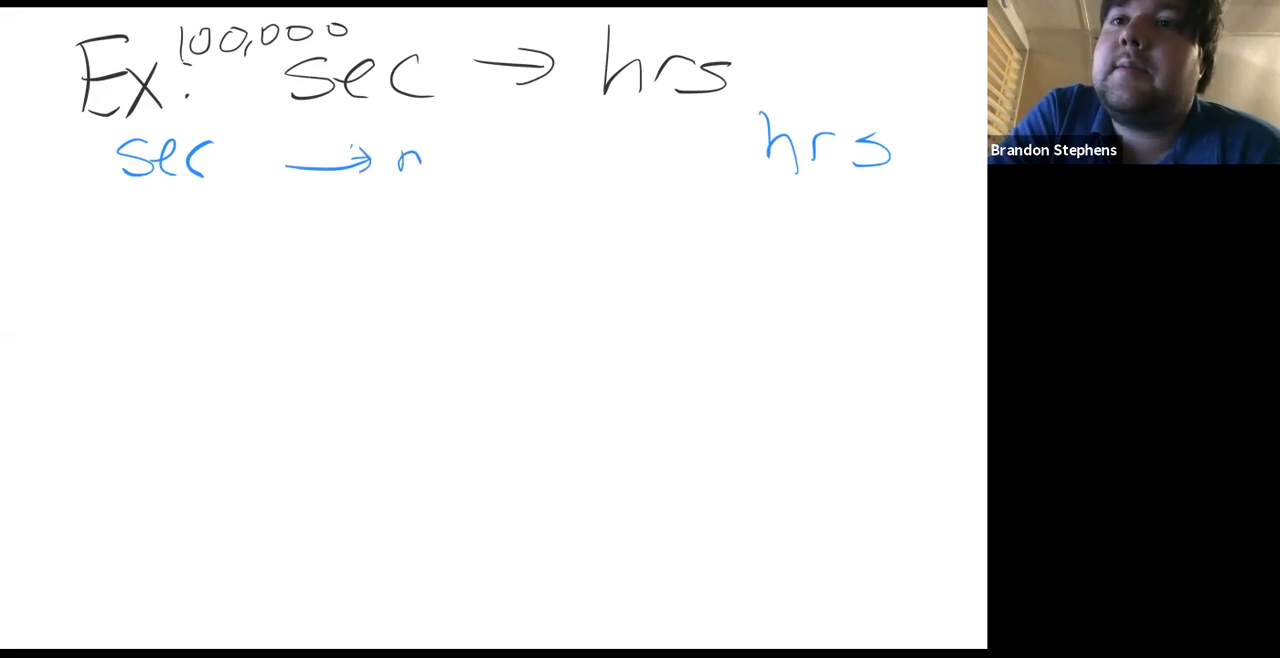 Ex: 100,000 sec → hrs
sec → n hrs
Brandon Stephens